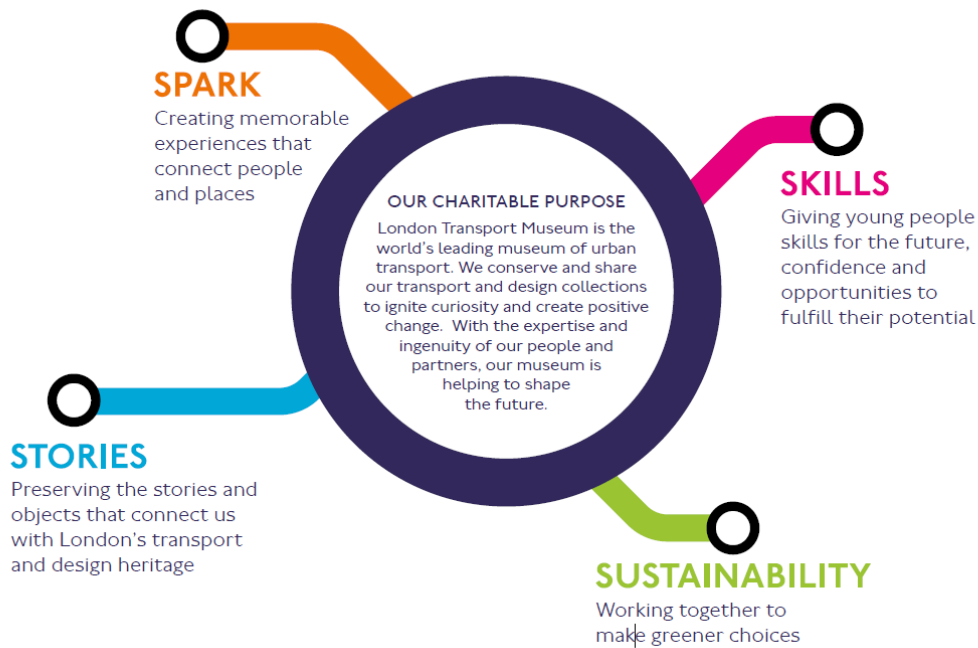 SPARK
Creating memorable
experiences that
connect people
and places
OUR CHARITABLE PURPOSE
London Transport Museum is the
world's leading museum of urban
transport. We conserve and share
our transport and design collections
to ignite curiosity and create positive
change.  With the expertise and
ingenuity of our people and
partners, our museum is
helping to shape
the future.
SKILLS
Giving young people
skills for the future,
confidence and
opportunities to
fulfill their potential
STORIES
Preserving the stories and
objects that connect us
with London's transport
and design heritage
SUSTAINABILITY
Working together to
make greener choices